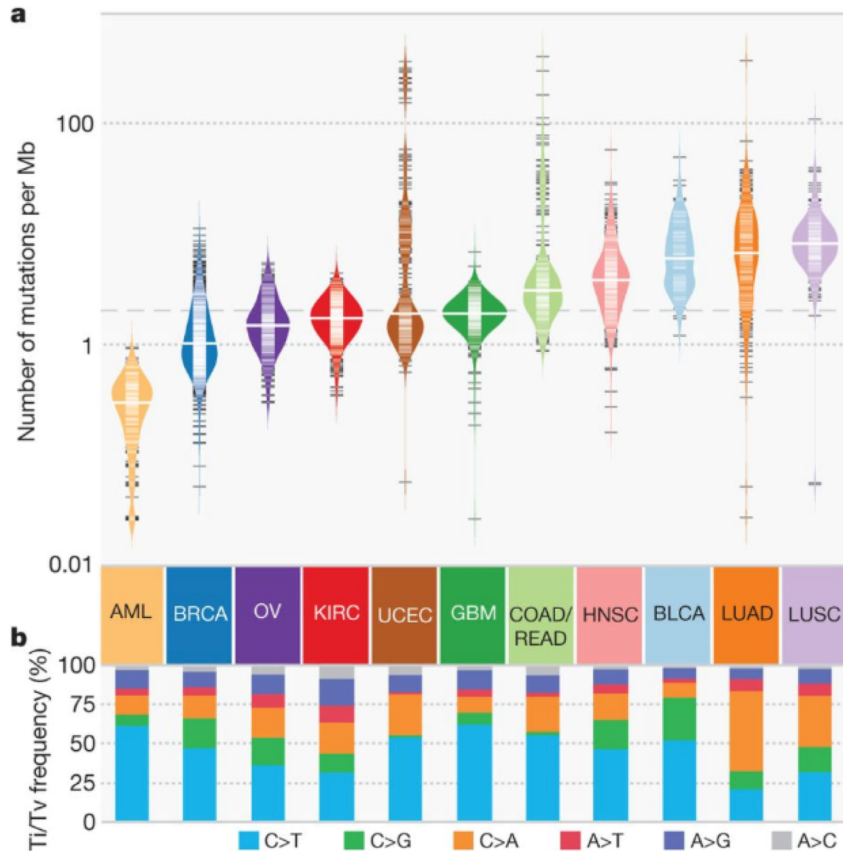 a
Number of mutations per Mb
100
1
0.01
AML BRCA OV KIRC UCEC GBM COAD/ READ HNSC BLCA LUAD LUSC
b
Ti/Tv frequency (%)
100
75
50
25
0
C>T C>G C>A A>T A>G A>C